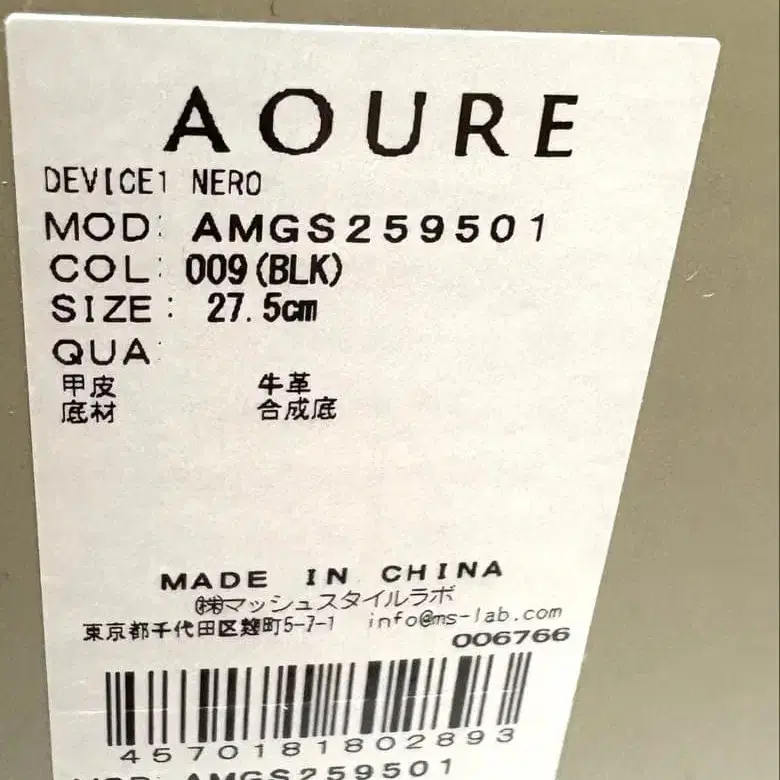 AOURE
DEVICE1 NERO
MOD: AMGS259501
COL: 009(BLK)
SIZE: 27.5cm
QUA:
甲皮 牛革
底材 合成底
MADE IN CHINA
㈱マッシュスタイルラボ
東京都千代田区麹町5-7-1 info@ms-lab.com
006766
4570181802893
MOD: AMGS259501